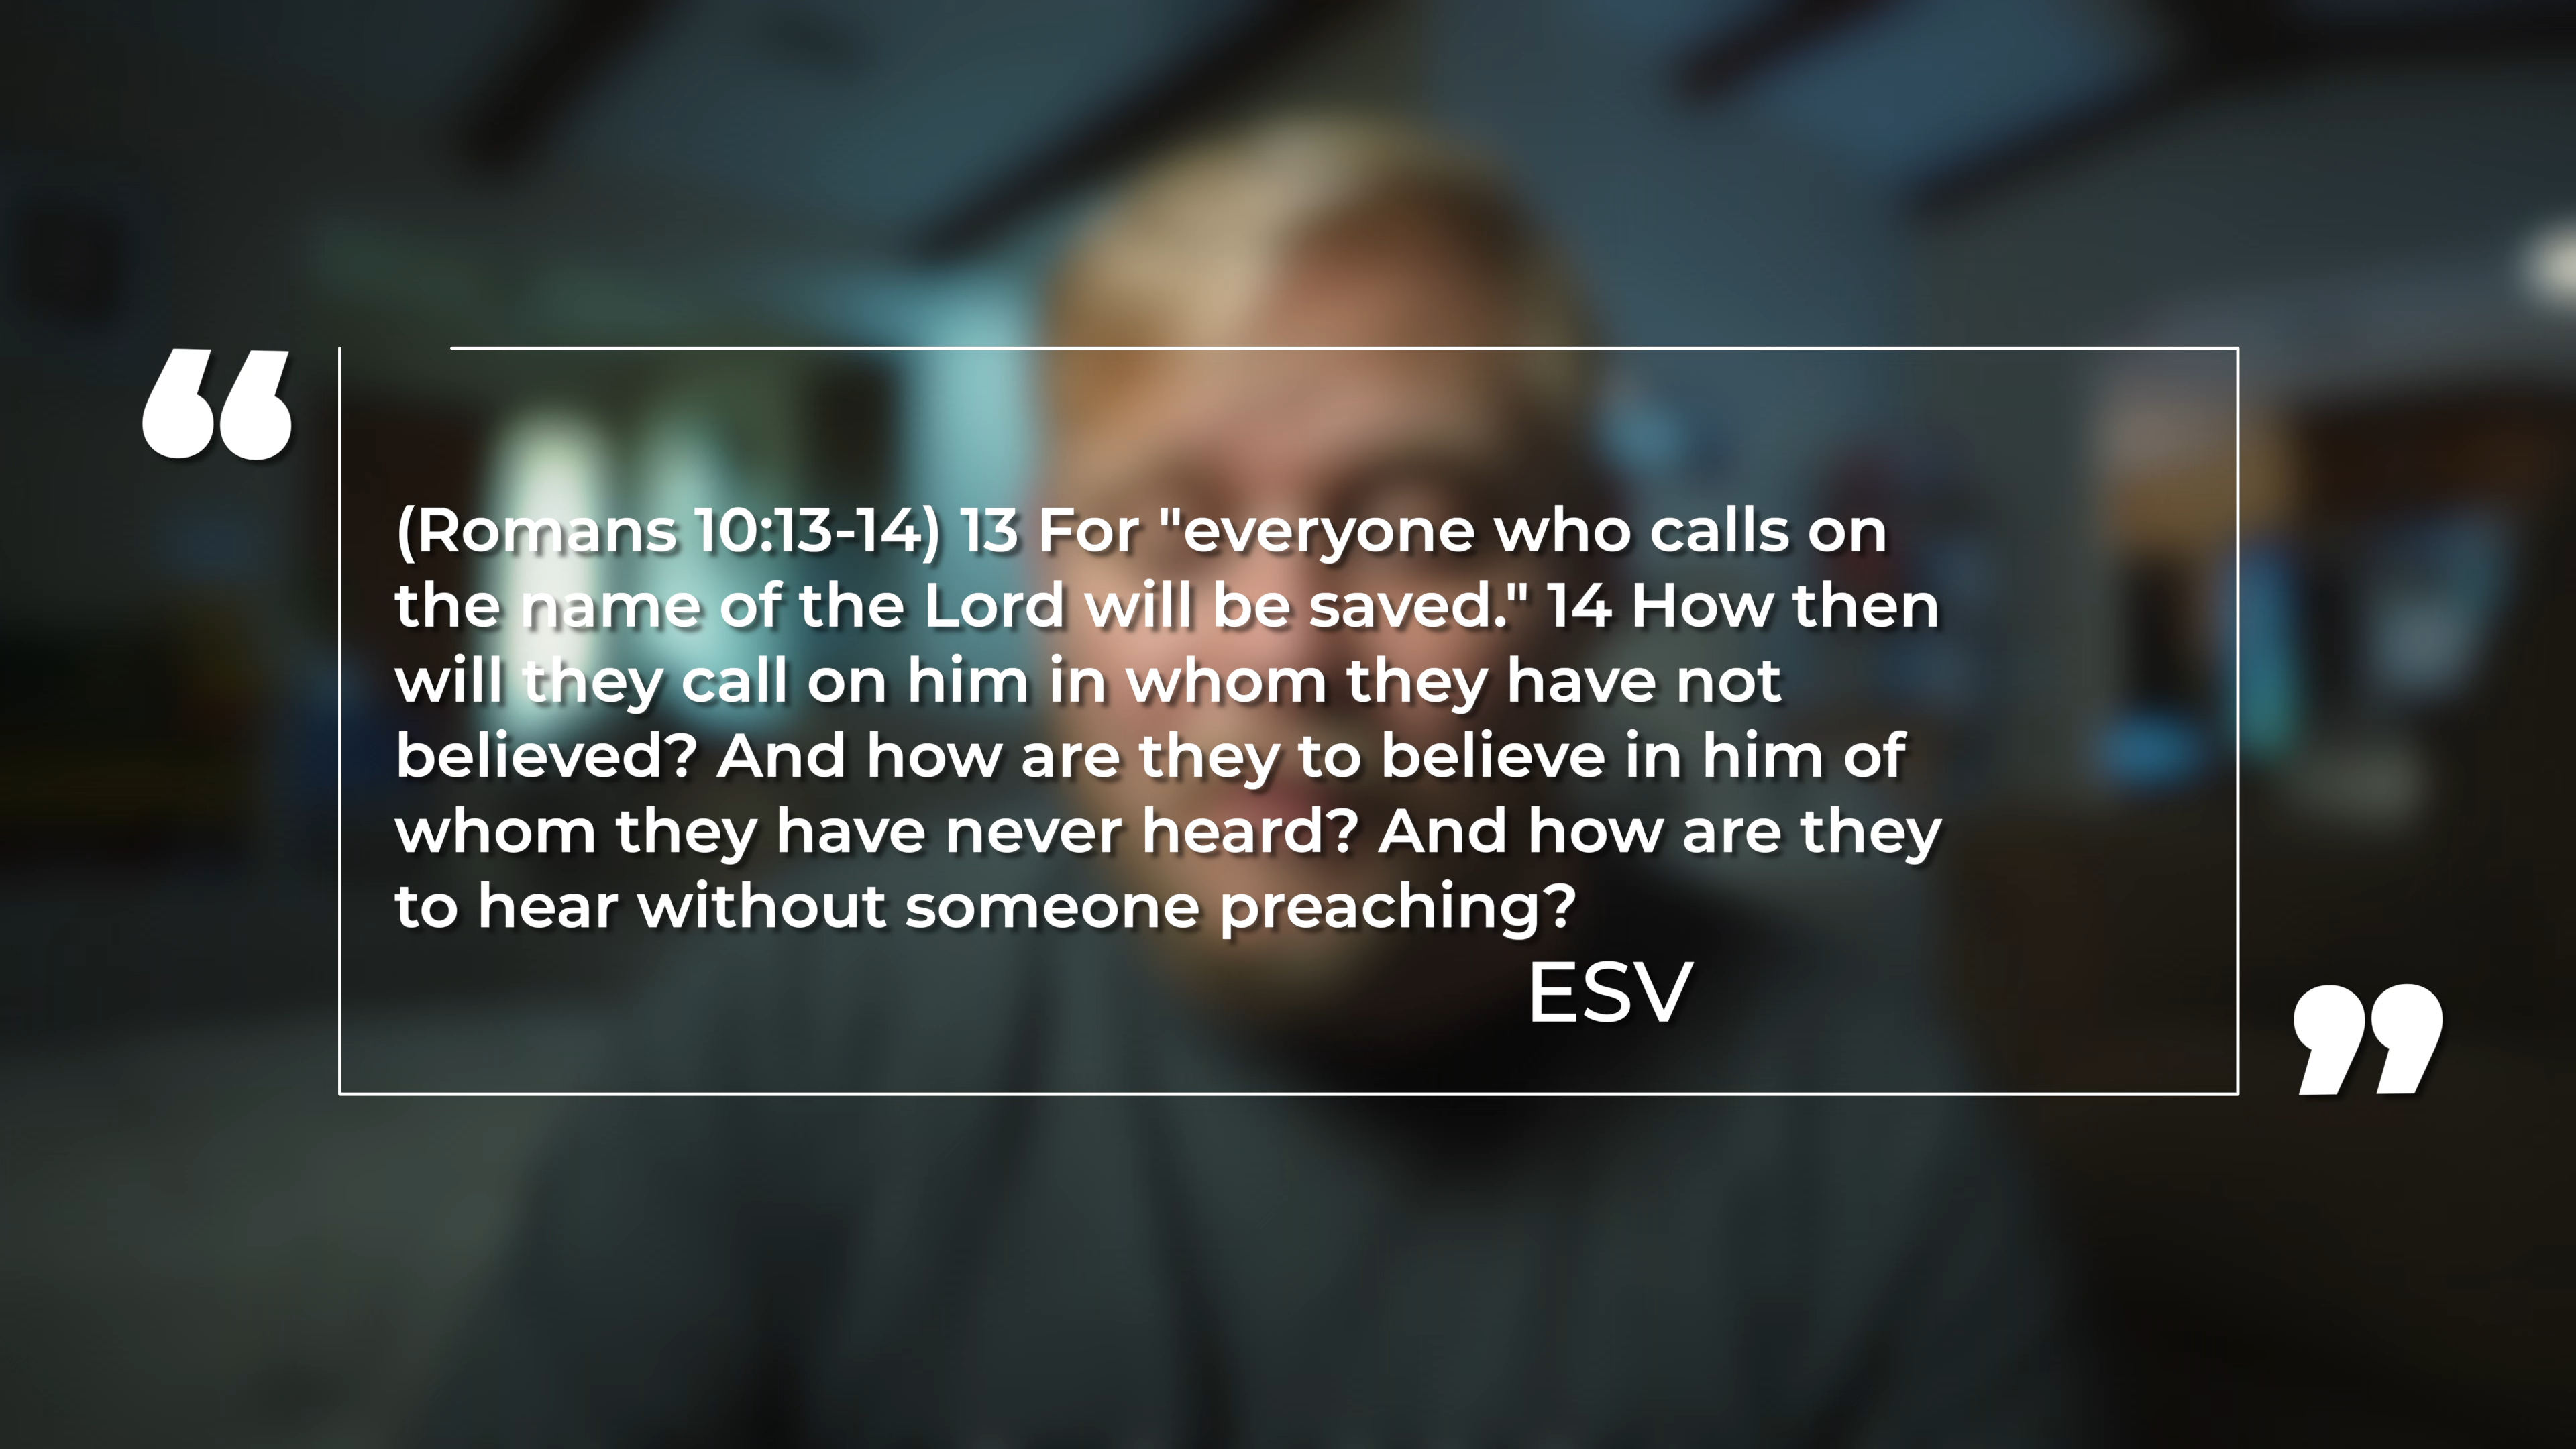 (Romans 10:13-14) 13 For "everyone who calls on
the name of the Lord will be saved." 14 How then
will they call on him in whom they have not
believed? And how are they to believe in him of
whom they have never heard? And how are they
to hear without someone preaching?
ESV